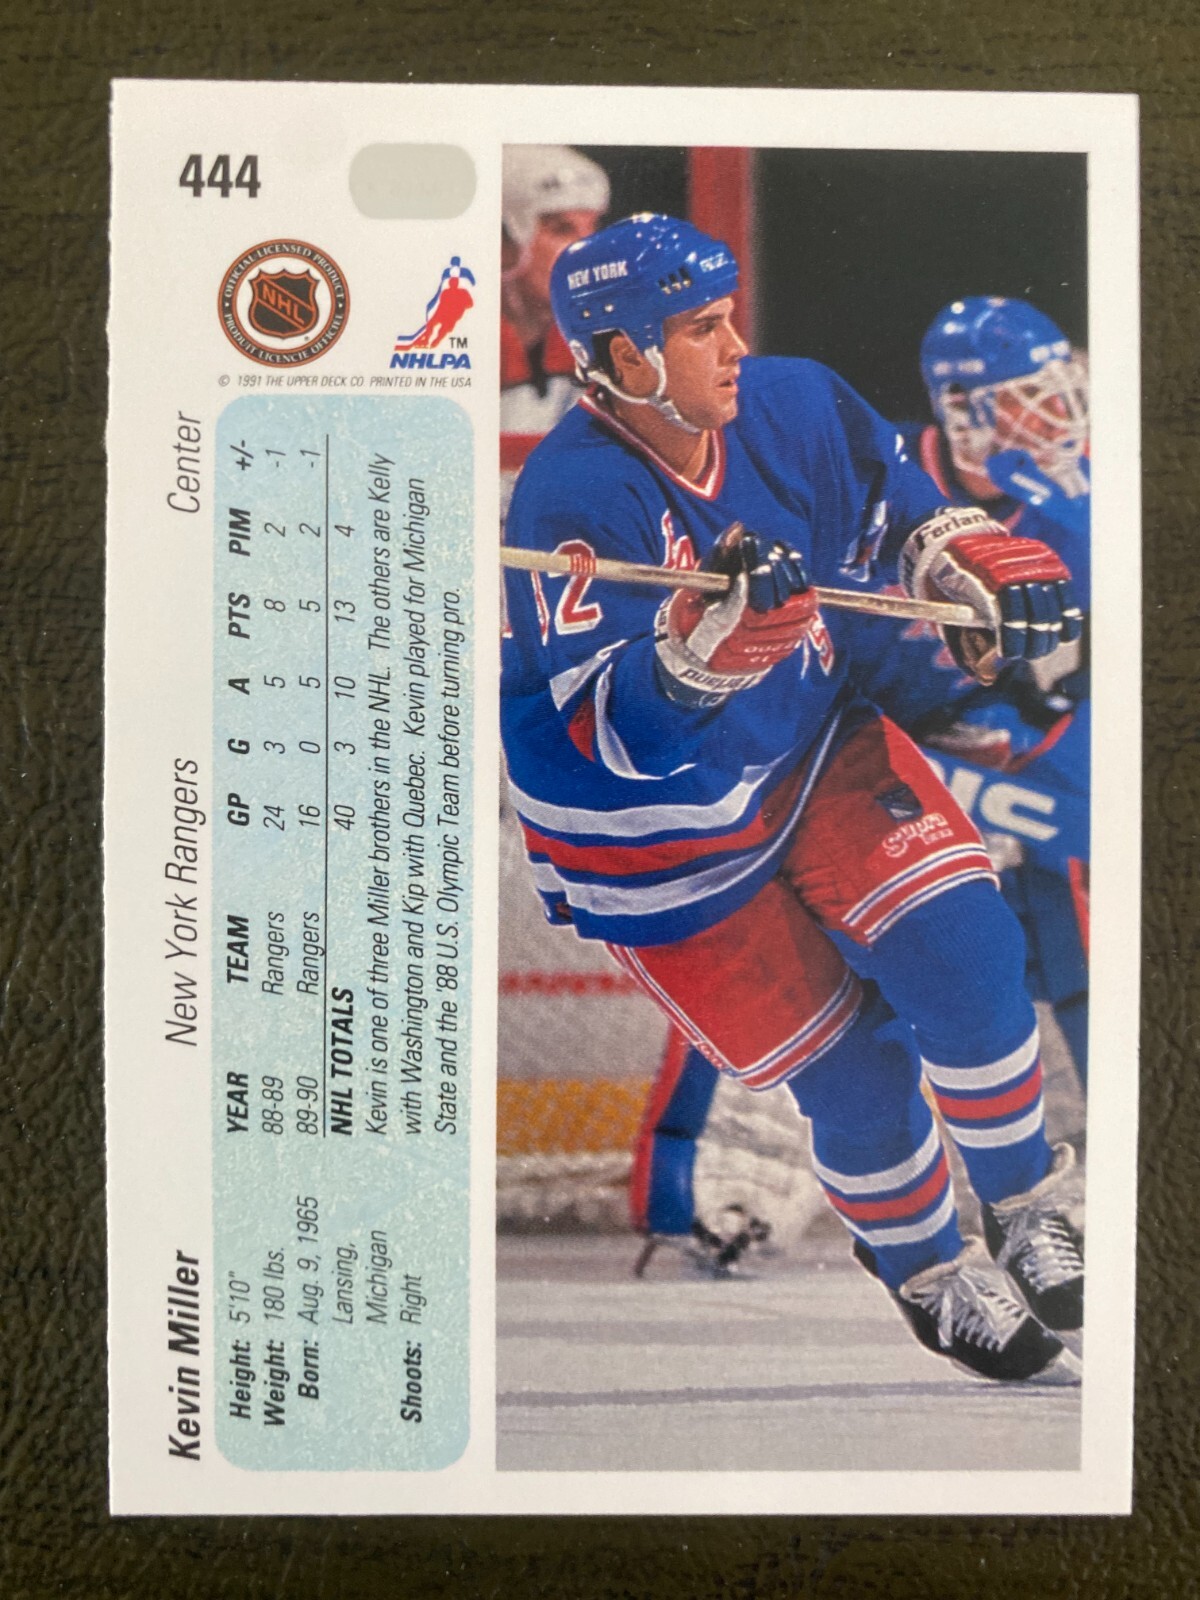 444
OFFICIAL LICENSED PRODUCT
NHL
PRODUIT LICENCIE OFFICIEL
TM
NHLPA
© 1991 THE UPPER DECK CO. PRINTED IN THE USA
Kevin Miller New York Rangers Center
Height: 5'10"
Weight: 180 lbs.
Born: Aug. 9, 1965
Lansing,
Michigan
Shoots: Right
YEAR TEAM GP G A PTS PIM +/-
88-89 Rangers 24 3 5 8 2 -1
89-90 Rangers 16 0 5 5 2 -1
NHL TOTALS 40 3 10 13 4
Kevin is one of three Miller brothers in the NHL. The others are Kelly
with Washington and Kip with Quebec. Kevin played for Michigan
State and the '88 U.S. Olympic Team before turning pro.
NEW YORK
12
Ferland
Supra